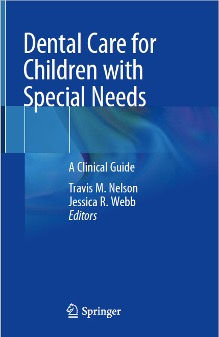 Dental Care for
Children with
Special Needs
A Clinical Guide
Travis M. Nelson
Jessica R. Webb
Editors
Springer